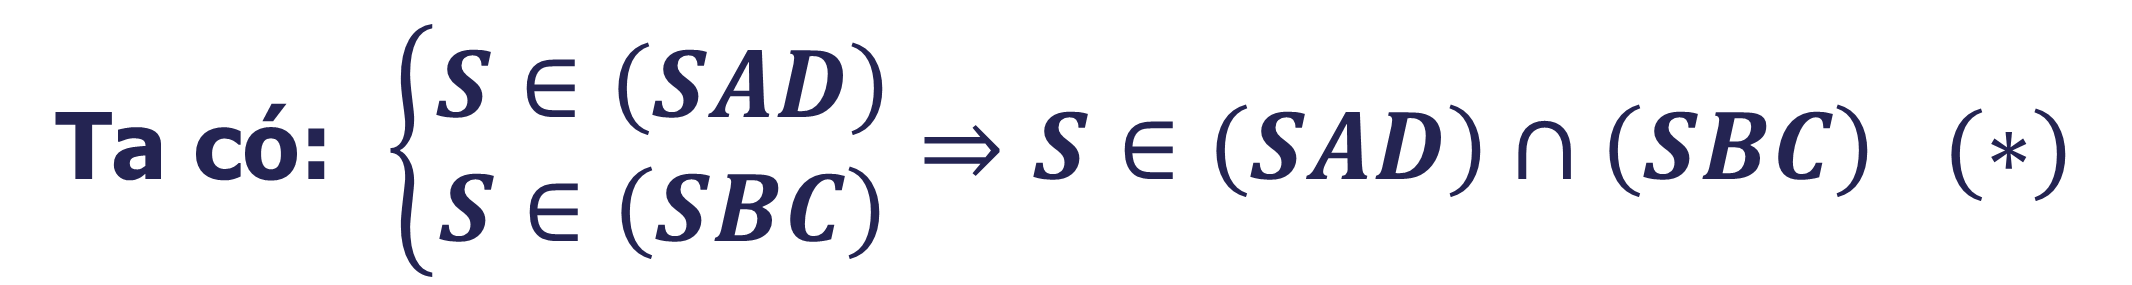 Ta có: { S ∈ (SAD)
S ∈ (SBC) ⇒ S ∈ (SAD) ∩ (SBC) (*)